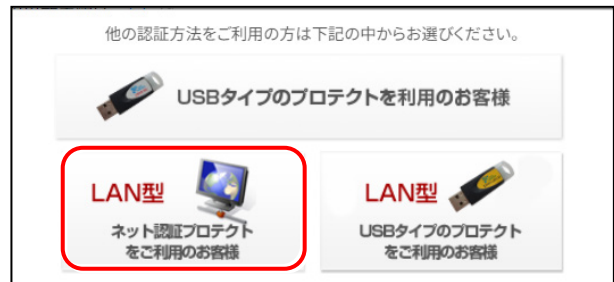 他の認証方法をご利用の方は下記の中からお選びください。
USBタイプのプロテクトを利用のお客様
LAN型
ネット認証プロテクト
をご利用のお客様
LAN型
USBタイプのプロテクト
をご利用のお客様